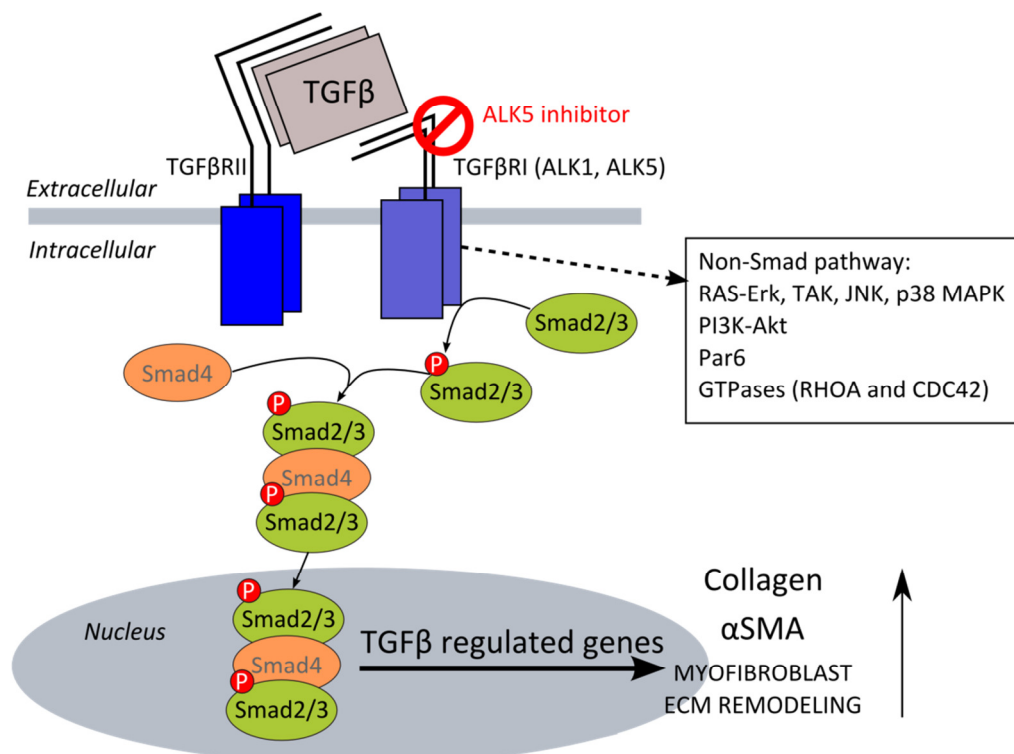 TGFβ
ALK5 inhibitor
TGFβRII
TGFβRI (ALK1, ALK5)
Extracellular
Intracellular
Non-Smad pathway:
RAS-Erk, TAK, JNK, p38 MAPK
PI3K-Akt
Par6
GTPases (RHOA and CDC42)
Smad2/3
P
Smad2/3
Smad4
P
Smad2/3
Smad4
P
Smad2/3
Nucleus
P
Smad2/3
Smad4
P
Smad2/3
TGFβ regulated genes
Collagen
αSMA
MYOFIBROBLAST
ECM REMODELING